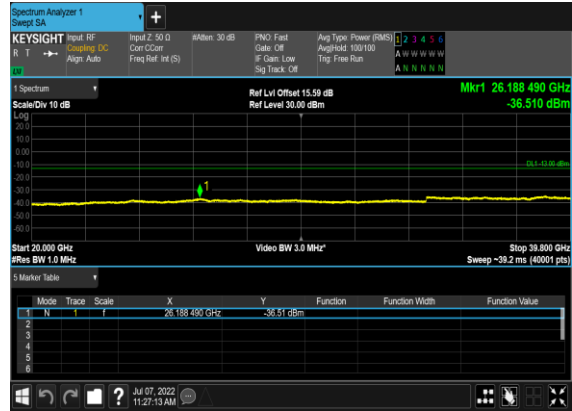 Spectrum Analyzer 1
Swept SA
+
KEYSIGHT
R T
Input: RF
Coupling: DC
Align: Auto
Input Z: 50 Ω
Corr CCorr
Freq Ref: Int (S)
#Atten: 30 dB
PNO: Fast
Gate: Off
IF Gain: Low
Sig Track: Off
Avg Type: Power (RMS)
Avg|Hold: 100/100
Trig: Free Run
1 2 3 4 5 6
A W W W W W
A N N N N N
1 Spectrum
Scale/Div 10 dB
Ref Lvl Offset 15.59 dB
Ref Level 30.00 dBm
Mkr1 26.188 490 GHz
-36.510 dBm
Log
20.0
10.0
0.00
-10.0
-20.0
-30.0
-40.0
-50.0
-60.0
1
DL1 -13.00 dBm
Start 20.000 GHz
#Res BW 1.0 MHz
Video BW 3.0 MHz*
Stop 39.800 GHz
Sweep ~39.2 ms (40001 pts)
5 Marker Table
Mode Trace Scale X Y Function Function Width Function Value
1 N 1 f 26.188 490 GHz -36.51 dBm
2
3
4
5
6
?
Jul 07, 2022
11:27:13 AM